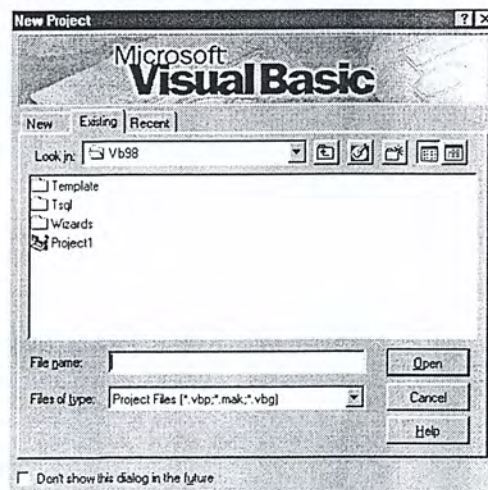 New Project
Microsoft
Visual Basic
New Existing Recent
Look in: Vb98
Template
Tsql
Wizards
Project1
File name:
Open
Files of type: Project Files (*.vbp;*.mak;*.vbg)
Cancel
Help
Don't show this dialog in the future